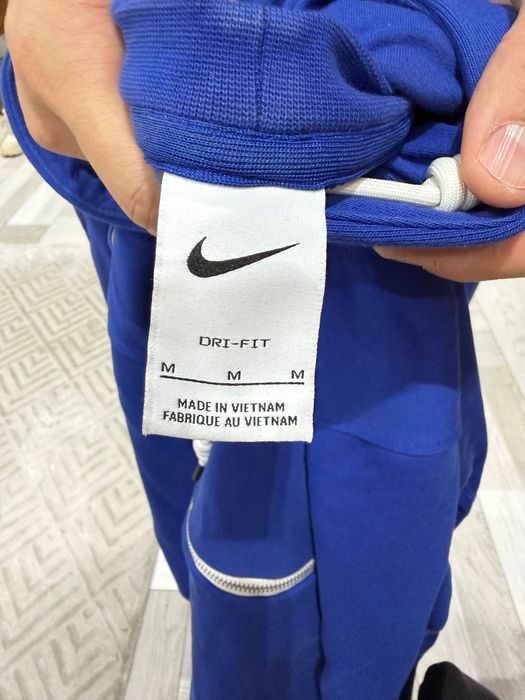 DRI-FIT
M M M
MADE IN VIETNAM
FABRIQUE AU VIETNAM